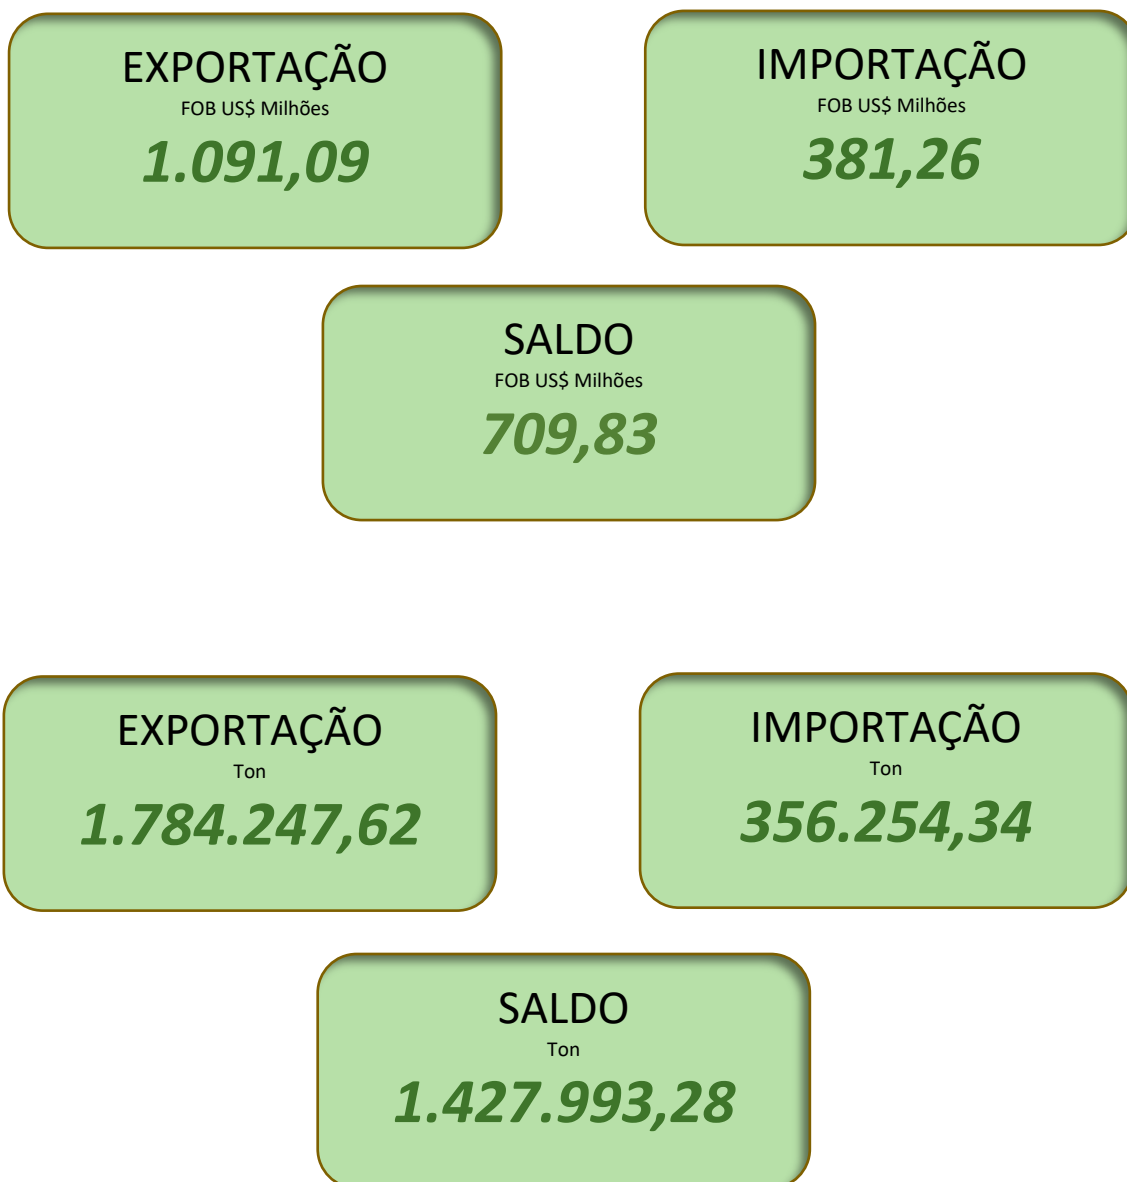 EXPORTAÇÃO
FOB US$ Milhões
1.091,09
IMPORTAÇÃO
FOB US$ Milhões
381,26
SALDO
FOB US$ Milhões
709,83
EXPORTAÇÃO
Ton
1.784.247,62
IMPORTAÇÃO
Ton
356.254,34
SALDO
Ton
1.427.993,28